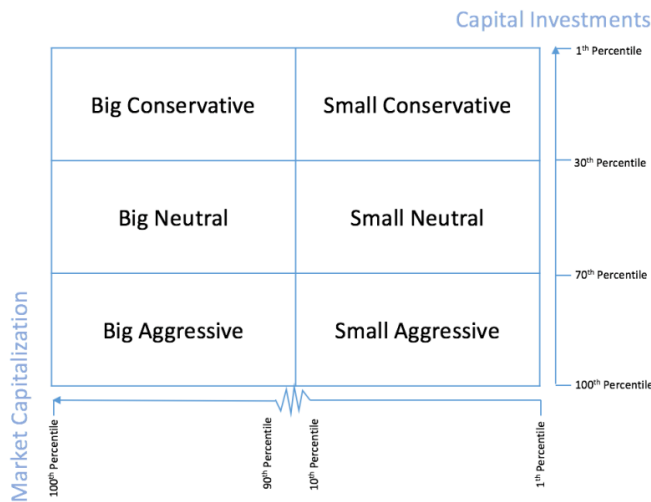 Capital Investments
1th Percentile
Big Conservative
Small Conservative
30th Percentile
Big Neutral
Small Neutral
70th Percentile
Big Aggressive
Small Aggressive
100th Percentile
Market Capitalization
100th Percentile
90th Percentile
10th Percentile
1th Percentile